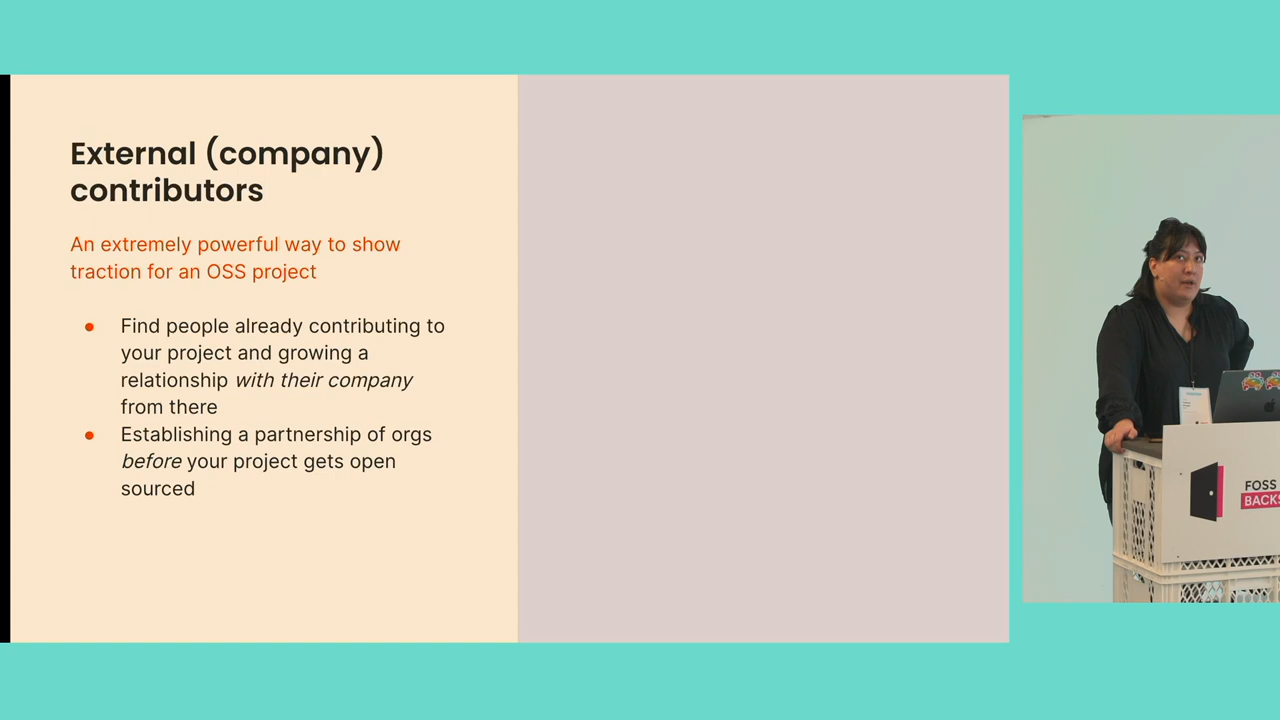 External (company)
contributors
An extremely powerful way to show
traction for an OSS project
● Find people already contributing to
your project and growing a
relationship with their company
from there
● Establishing a partnership of orgs
before your project gets open
sourced
FOSS
BACKS